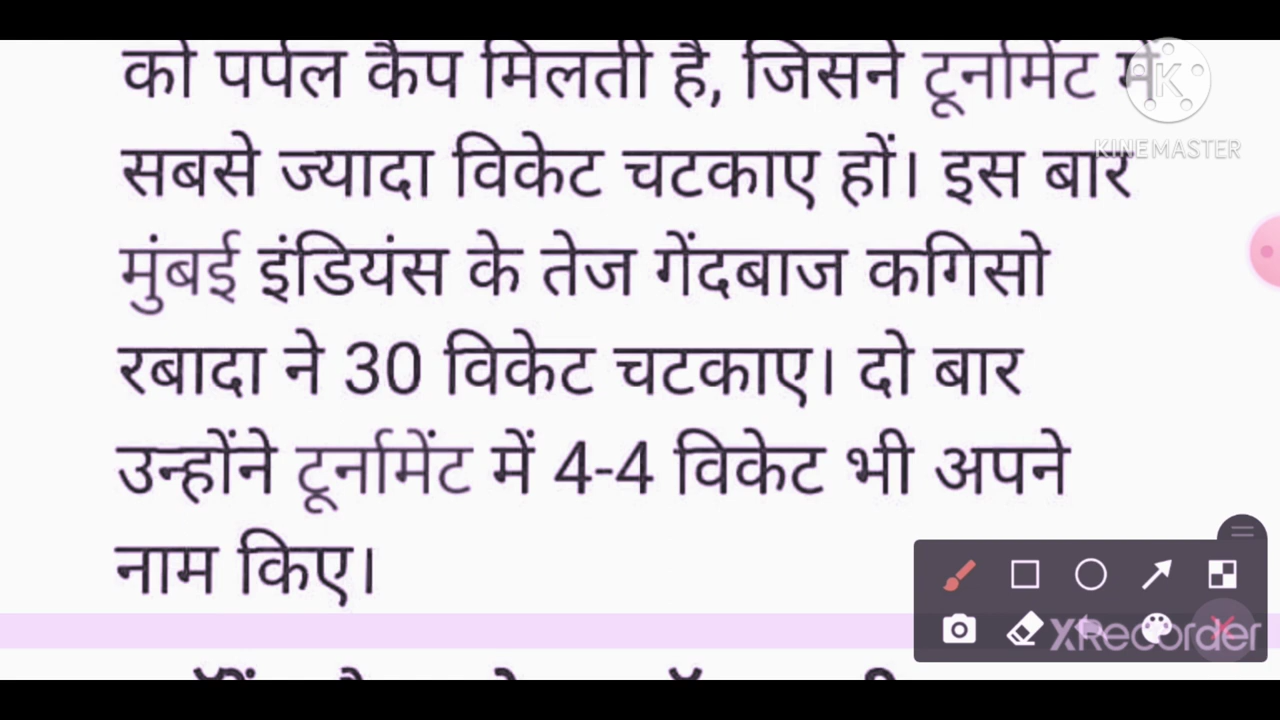 को पर्पल कैप मिलती है, जिसने टूर्नामेंट में
KINEMASTER
सबसे ज्यादा विकेट चटकाए हों। इस बार
मुंबई इंडियंस के तेज गेंदबाज कगिसो
रबादा ने 30 विकेट चटकाए। दो बार
उन्होंने टूर्नामेंट में 4-4 विकेट भी अपने
नाम किए।
XRecorder